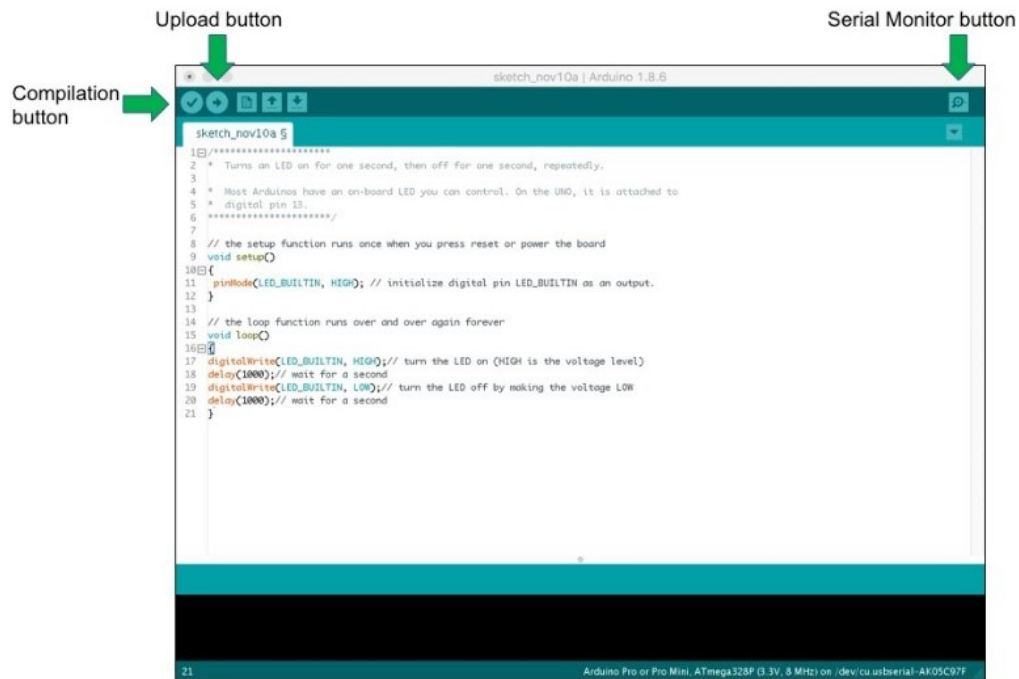 Upload button
Serial Monitor button
Compilation
button
sketch_nov10a | Arduino 1.8.6
sketch_nov10a §
1 /*********************
2 * Turns an LED on for one second, then off for one second, repeatedly.
3
4 * Most Arduinos have an on-board LED you can control. On the UNO, it is attached to
5 * digital pin 13.
6 **********************/
7
8 // the setup function runs once when you press reset or power the board
9 void setup()
10 {
11 pinMode(LED_BUILTIN, HIGH); // initialize digital pin LED_BUILTIN as an output.
12 }
13
14 // the loop function runs over and over again forever
15 void loop()
16 {
17 digitalWrite(LED_BUILTIN, HIGH);// turn the LED on (HIGH is the voltage level)
18 delay(1000);// wait for a second
19 digitalWrite(LED_BUILTIN, LOW);// turn the LED off by making the voltage LOW
20 delay(1000);// wait for a second
21 }
21
Arduino Pro or Pro Mini, ATmega328P (3.3V, 8 MHz) on /dev/cu.usbserial-AK05C97F